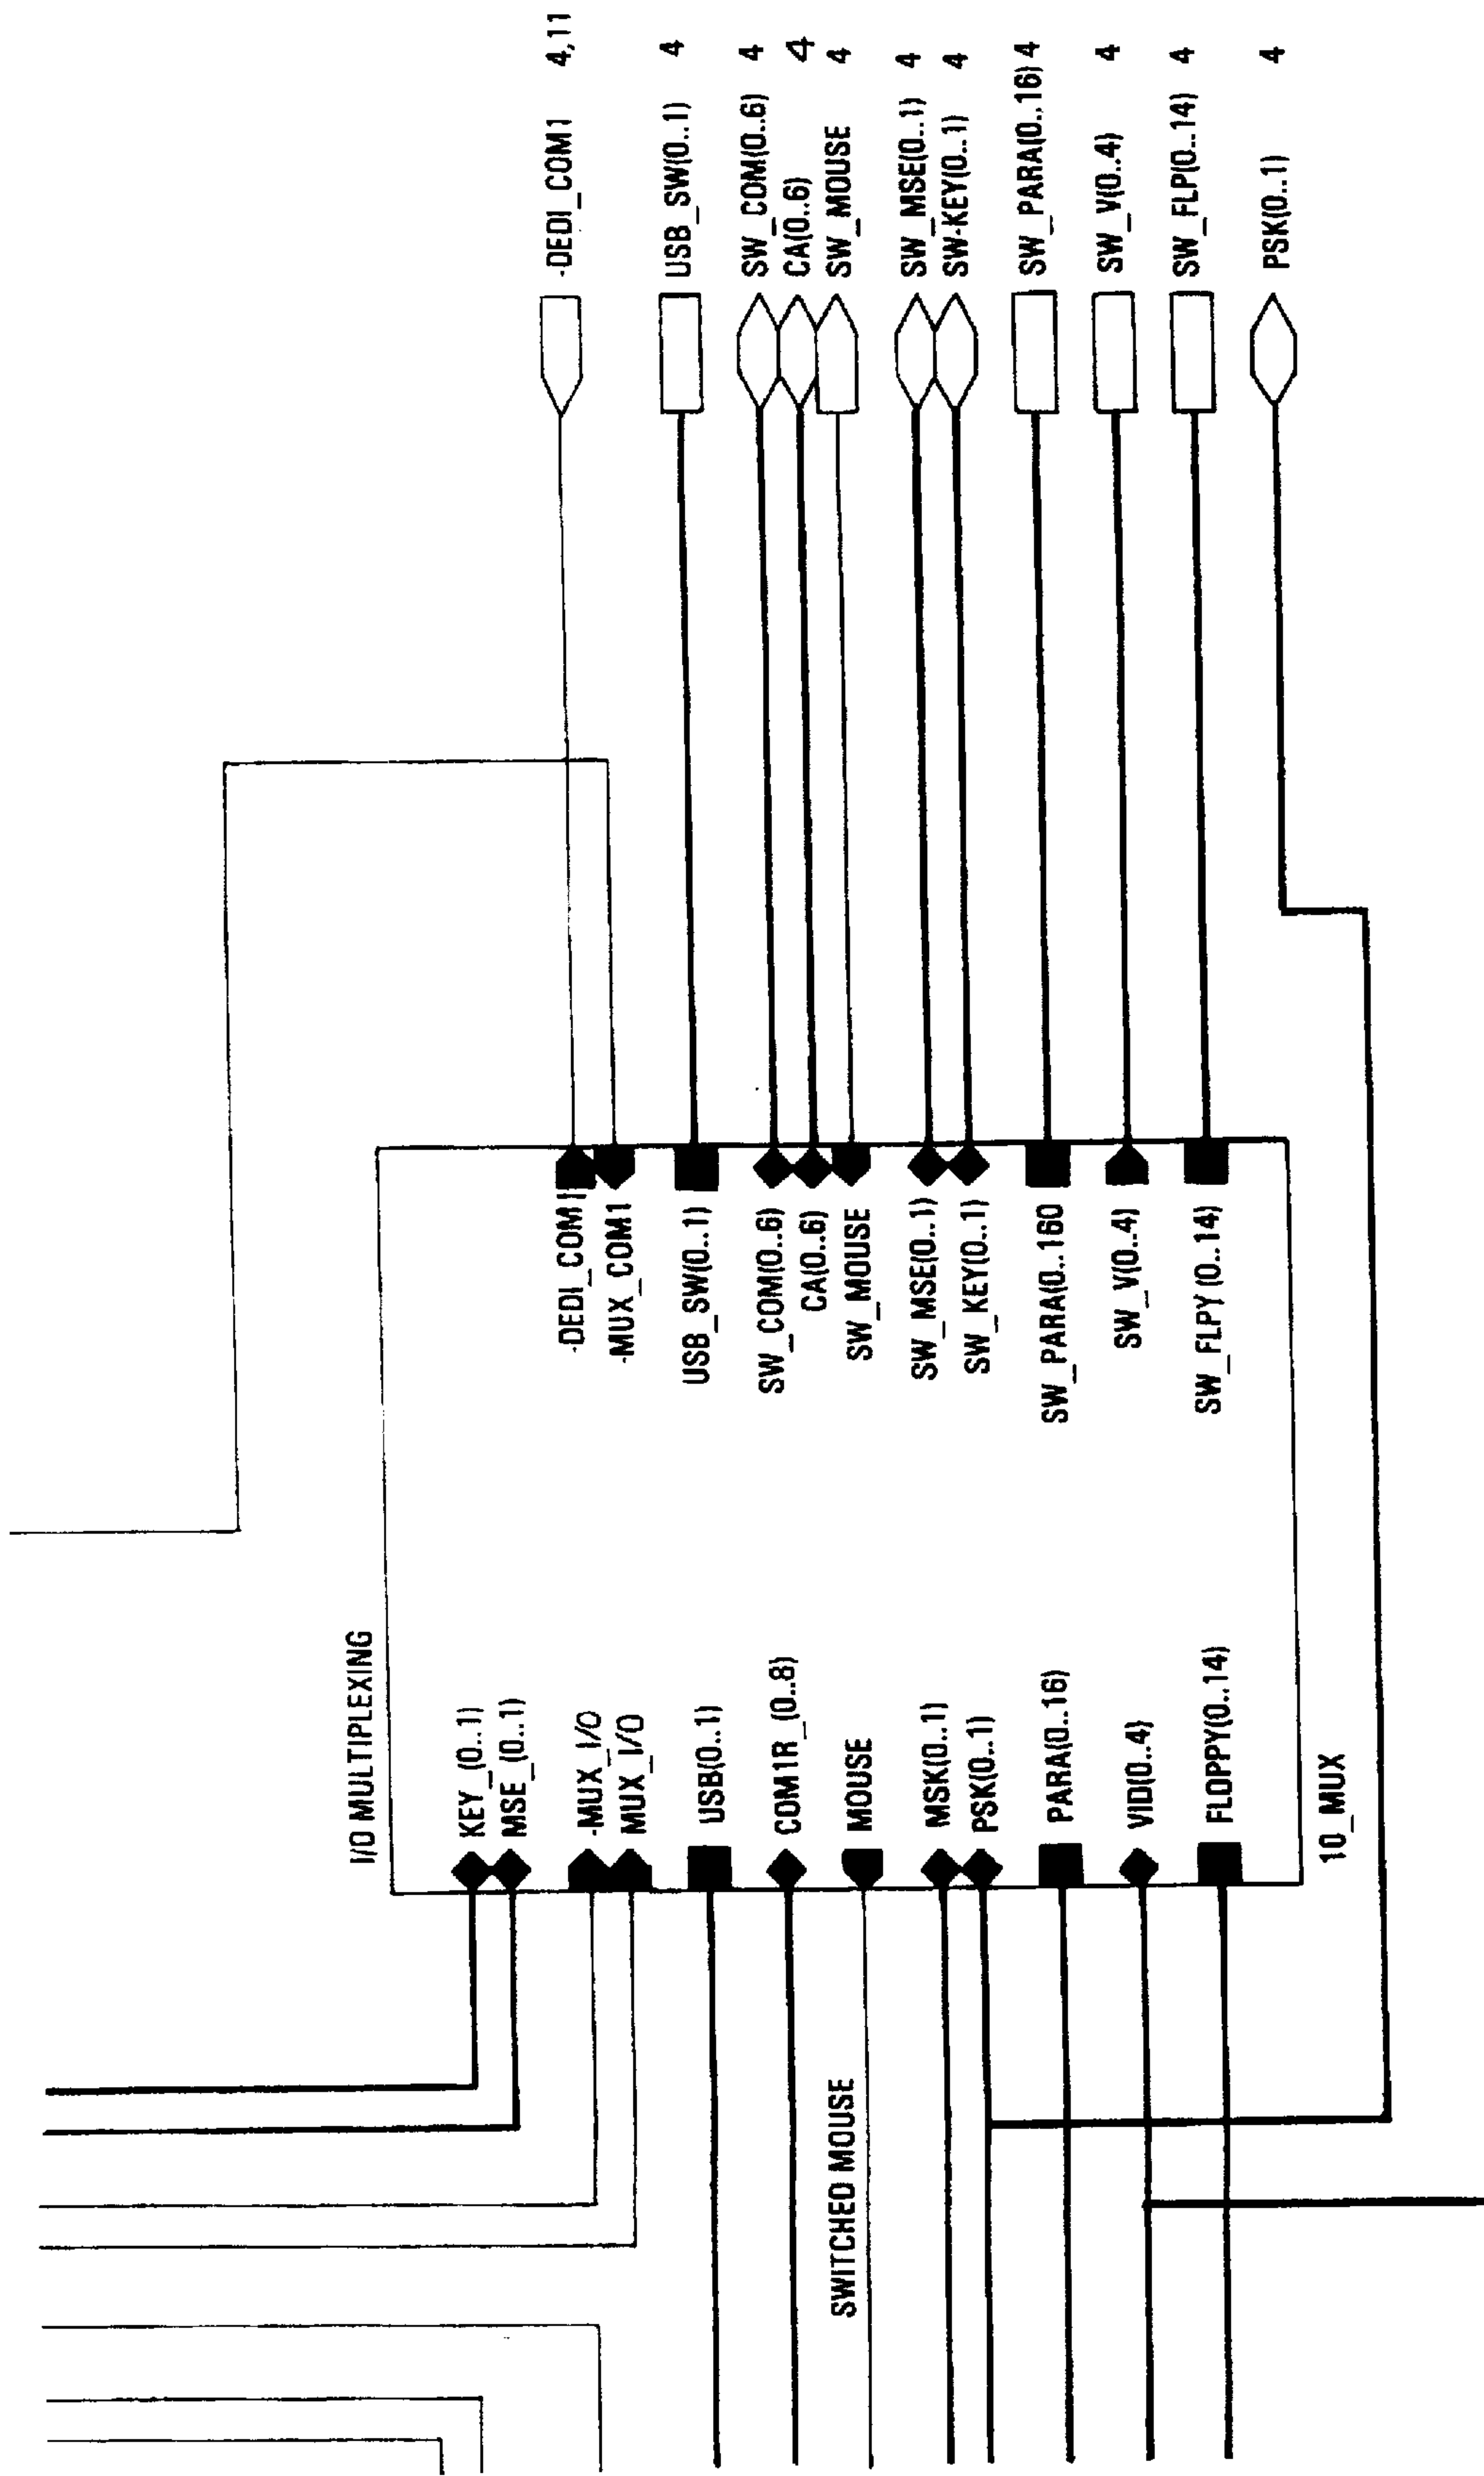 I/O MULTIPLEXING
KEY_(0..1)
MSE_(0..1)
-MUX_I/O
MUX_I/O
USB(0..1)
COM1R_(0..8)
MOUSE
MSK(0..1)
PSK(0..1)
PARA(0..16)
VID(0..4)
FLOPPY(0..14)
10_MUX
SWITCHED MOUSE
-DEDI_COM1
-MUX_COM1
USB_SW(0..1)
SW_COM(0..6)
CA(0..6)
SW_MOUSE
SW_MSE(0..1)
SW_KEY(0..1)
SW_PARA(0..160
SW_V(0..4)
SW_FLPY(0..14)
-DEDI_COM1 4,11
USB_SW(0..1) 4
SW_COM(0..6) 4
CA(0..6) 4
SW_MOUSE 4
SW_MSE(0..1) 4
SW-KEY(0..1) 4
SW_PARA(0..16) 4
SW_V(0..4) 4
SW_FLP(0..14) 4
PSK(0..1) 4